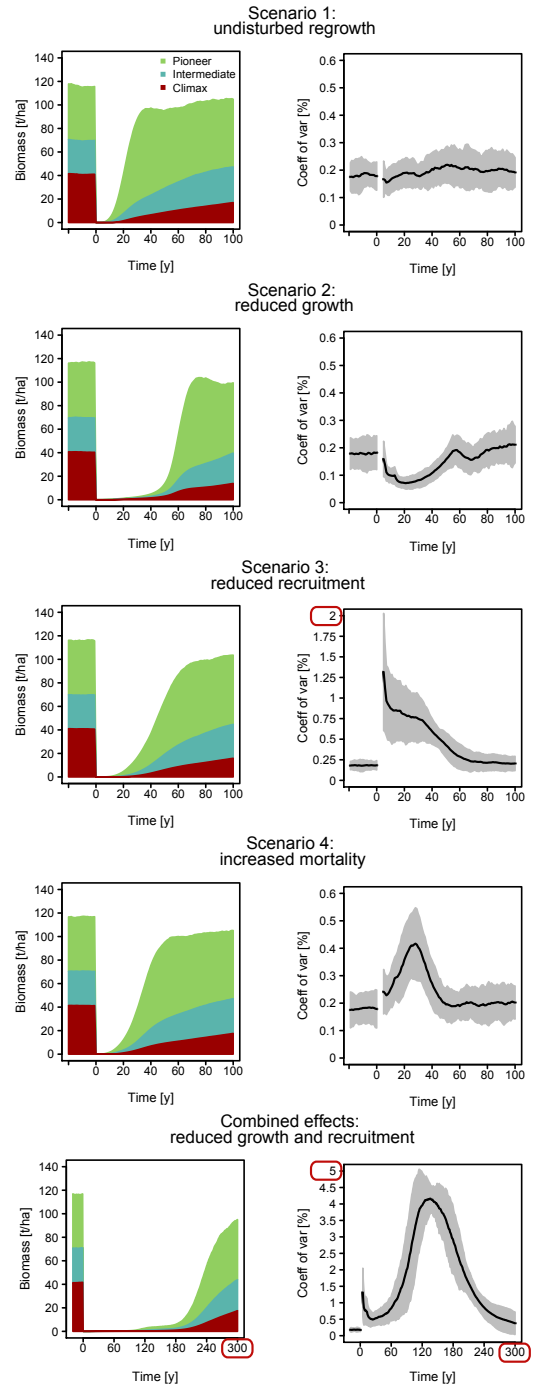 Scenario 1:
undisturbed regrowth
140
120
100
80
60
40
20
0
Biomass [t/ha]
Pioneer
Intermediate
Climax
0 20 40 60 80 100
Time [y]
0.6
0.5
0.4
0.3
0.2
0.1
0
Coeff of var [%]
0 20 40 60 80 100
Time [y]
Scenario 2:
reduced growth
140
120
100
80
60
40
20
0
Biomass [t/ha]
0 20 40 60 80 100
Time [y]
0.6
0.5
0.4
0.3
0.2
0.1
0
Coeff of var [%]
0 20 40 60 80 100
Time [y]
Scenario 3:
reduced recruitment
140
120
100
80
60
40
20
0
Biomass [t/ha]
0 20 40 60 80 100
Time [y]
2
1.75
1.5
1.25
1
0.75
0.5
0.25
0
Coeff of var [%]
0 20 40 60 80 100
Time [y]
Scenario 4:
increased mortality
140
120
100
80
60
40
20
0
Biomass [t/ha]
0 20 40 60 80 100
Time [y]
0.6
0.5
0.4
0.3
0.2
0.1
0
Coeff of var [%]
0 20 40 60 80 100
Time [y]
Combined effects:
reduced growth and recruitment
140
120
100
80
60
40
20
0
Biomass [t/ha]
0 60 120 180 240 300
Time [y]
5
4.5
4
3.5
3
2.5
2
1.5
1
0.5
0
Coeff of var [%]
0 60 120 180 240 300
Time [y]